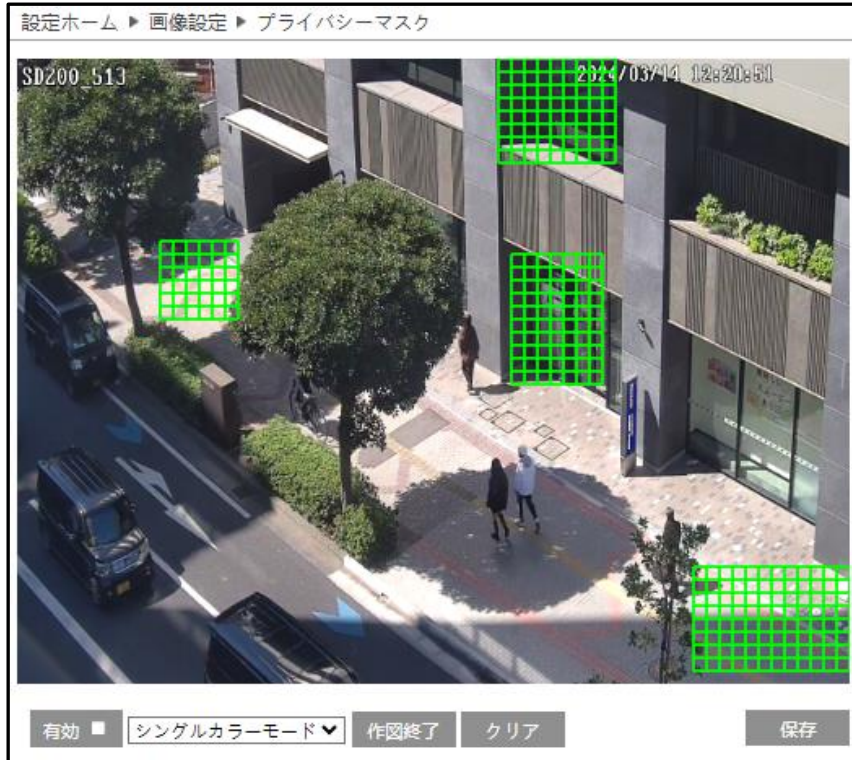 設定ホーム ▶ 画像設定 ▶ プライバシーマスク
SD200_513
2024/03/14 12:20:51
有効
シングルカラーモード
作図終了
クリア
保存